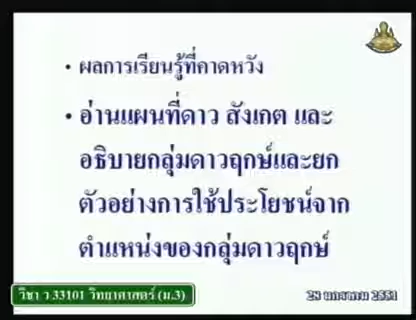 • ผลการเรียนรู้ที่คาดหวัง
• อ่านแผนที่ดาว สังเกต และ
อธิบายกลุ่มดาวฤกษ์และยก
ตัวอย่างการใช้ประโยชน์จาก
ตำแหน่งของกลุ่มดาวฤกษ์
วิชา ว 33101 วิทยาศาสตร์ (ม.3)
28 มกราคม 2551